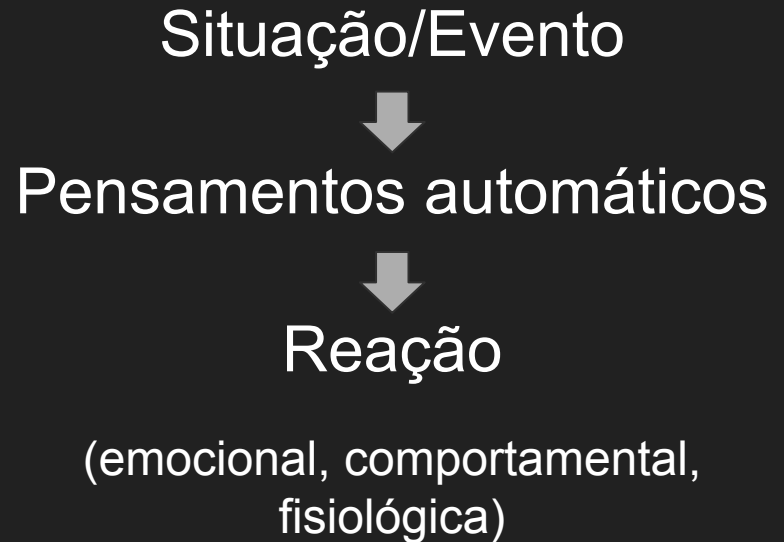 Situação/Evento
Pensamentos automáticos
Reação
(emocional, comportamental,
fisiológica)